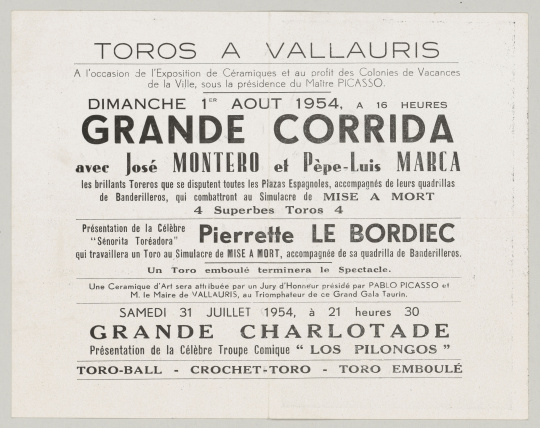 TOROS A VALLAURIS
A l'occasion de l'Exposition de Céramiques et au profit des Colonies de Vacances
de la Ville, sous la présidence du Maître PICASSO.
DIMANCHE 1ER AOUT 1954, A 16 HEURES
GRANDE CORRIDA
avec José MONTERO et Pèpe-Luis MARCA
les brillants Toreros que se disputent toutes les Plazas Espagnoles, accompagnés de leurs quadrillas
de Banderilleros, qui combattront au Simulacre de MISE A MORT
4 Superbes Toros 4
Présentation de la Célèbre
"Sénorita Toréadora" Pierrette LE BORDIEC
qui travaillera un Toro au Simulacre de MISE A MORT, accompagnée de sa quadrilla de Banderilleros.
Un Toro emboulé terminera le Spectacle.
Une Ceramique d'Art sera attibuée par un Jury d'Honneur présidé par PABLO PICASSO et
M. le Maire de VALLAURIS, au Triomphateur de ce Grand Gala Taurin.
SAMEDI 31 JUILLET 1954, à 21 heures 30
GRANDE CHARLOTADE
Présentation de la Célèbre Troupe Comique "LOS PILONGOS"
TORO-BALL - CROCHET-TORO - TORO EMBOULÉ